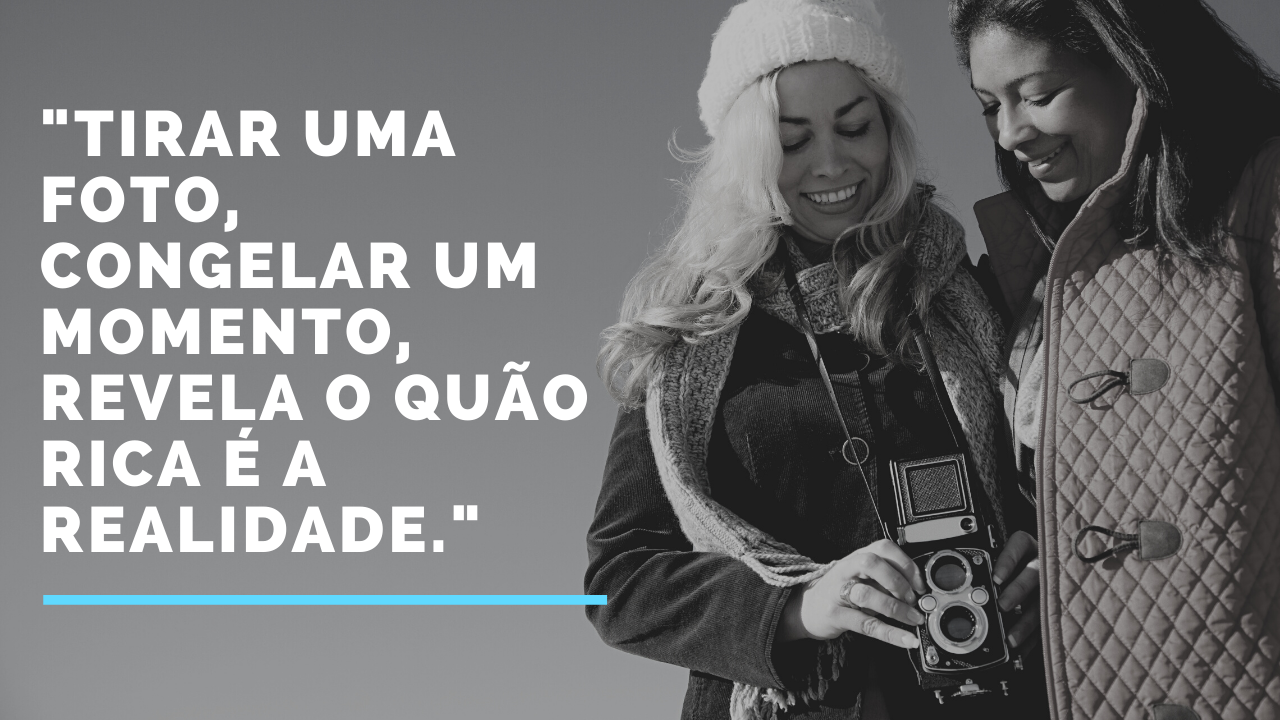 "TIRAR UMA
FOTO,
CONGELAR UM
MOMENTO,
REVELA O QUÃO
RICA É A
REALIDADE."